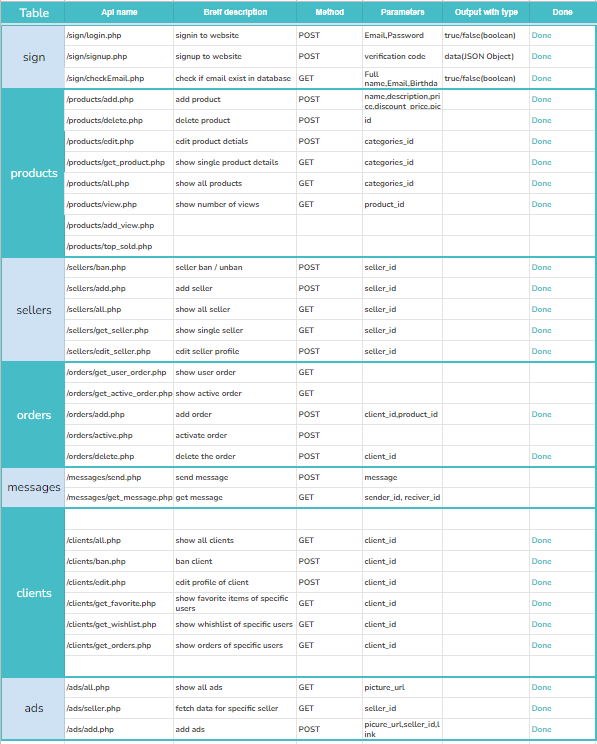 Table Api name Breif description Method Parameters Output with type Done
sign
/sign/login.php signin to website POST Email,Password true/false(boolean) Done
/sign/signup.php signup to website POST verification code data(JSON Object) Done
/sign/checkEmail.php check if email exist in database GET Full name,Email,Birthda true/false(boolean) Done
products
/products/add.php add product POST name,description,pri ce,discount_price,pic Done
/products/delete.php delete product POST id Done
/products/edit.php edit product detials POST categories_id Done
/products/get_product.php show single product details GET categories_id Done
/products/all.php show all products GET categories_id Done
/products/view.php show number of views GET product_id Done
/products/add_view.php
/products/top_sold.php
sellers
/sellers/ban.php seller ban / unban POST seller_id Done
/sellers/add.php add seller POST seller_id Done
/sellers/all.php show all seller GET seller_id Done
/sellers/get_seller.php show single seller GET seller_id Done
/sellers/edit_seller.php edit seller profile POST seller_id Done
orders
/orders/get_user_order.php show user order GET
/orders/get_active_order.php show active order GET
/orders/add.php add order POST client_id,product_id Done
/orders/active.php activate order POST
/orders/delete.php delete the order POST client_id Done
messages
/messages/send.php send message POST message
/messages/get_message.php get message GET sender_id, reciver_id
clients
/clients/all.php show all clients GET client_id Done
/clients/ban.php ban client POST client_id Done
/clients/edit.php edit profile of client POST client_id Done
/clients/get_favorite.php show favorite items of specific users GET client_id Done
/clients/get_wishlist.php show whishlist of specific users GET client_id Done
/clients/get_orders.php show orders of specific users GET client_id Done
ads
/ads/all.php show all ads GET picture_url Done
/ads/seller.php fetch data for specific seller GET seller_id Done
/ads/add.php add ads POST picure_url,seller_id,l ink Done